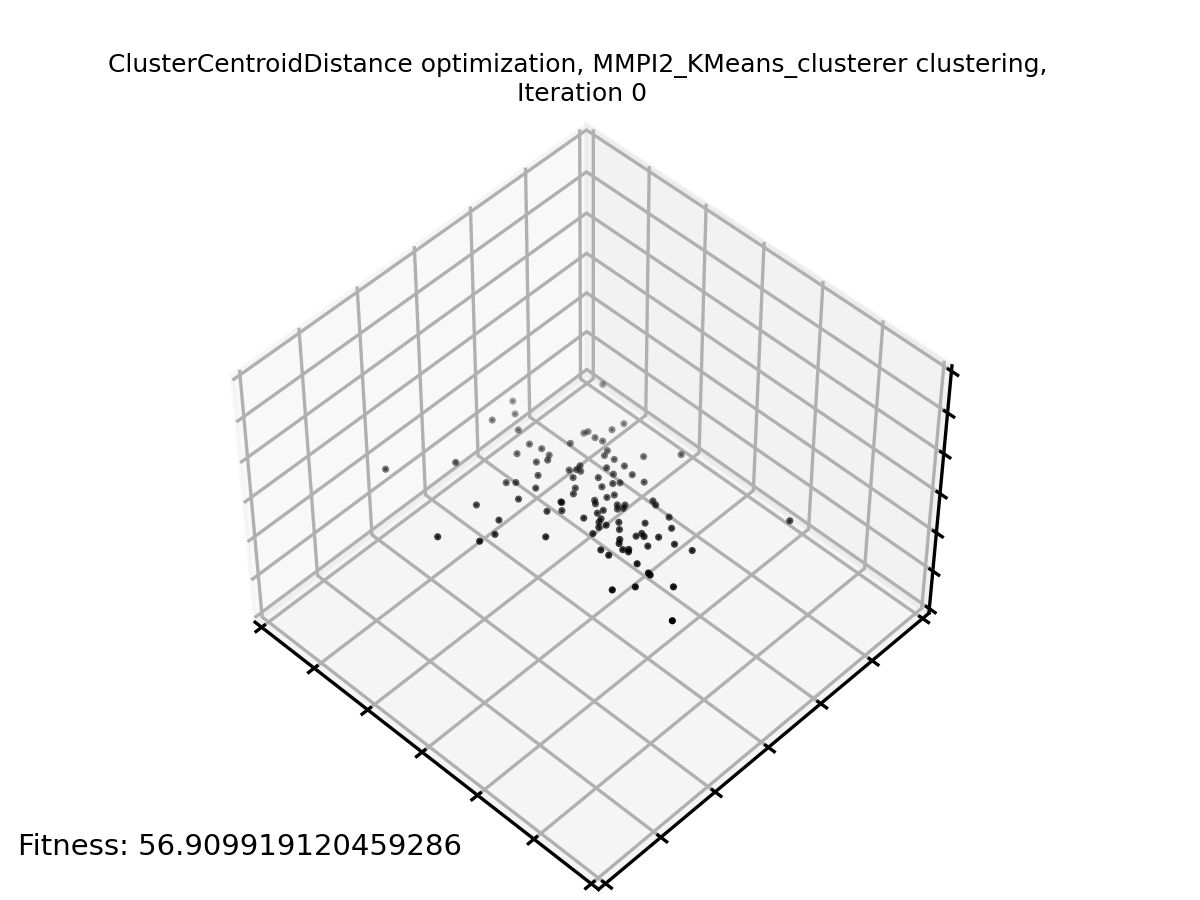 ClusterCentroidDistance optimization, MMPI2_KMeans_clusterer clustering,
Iteration 0
Fitness: 56.909919120459286